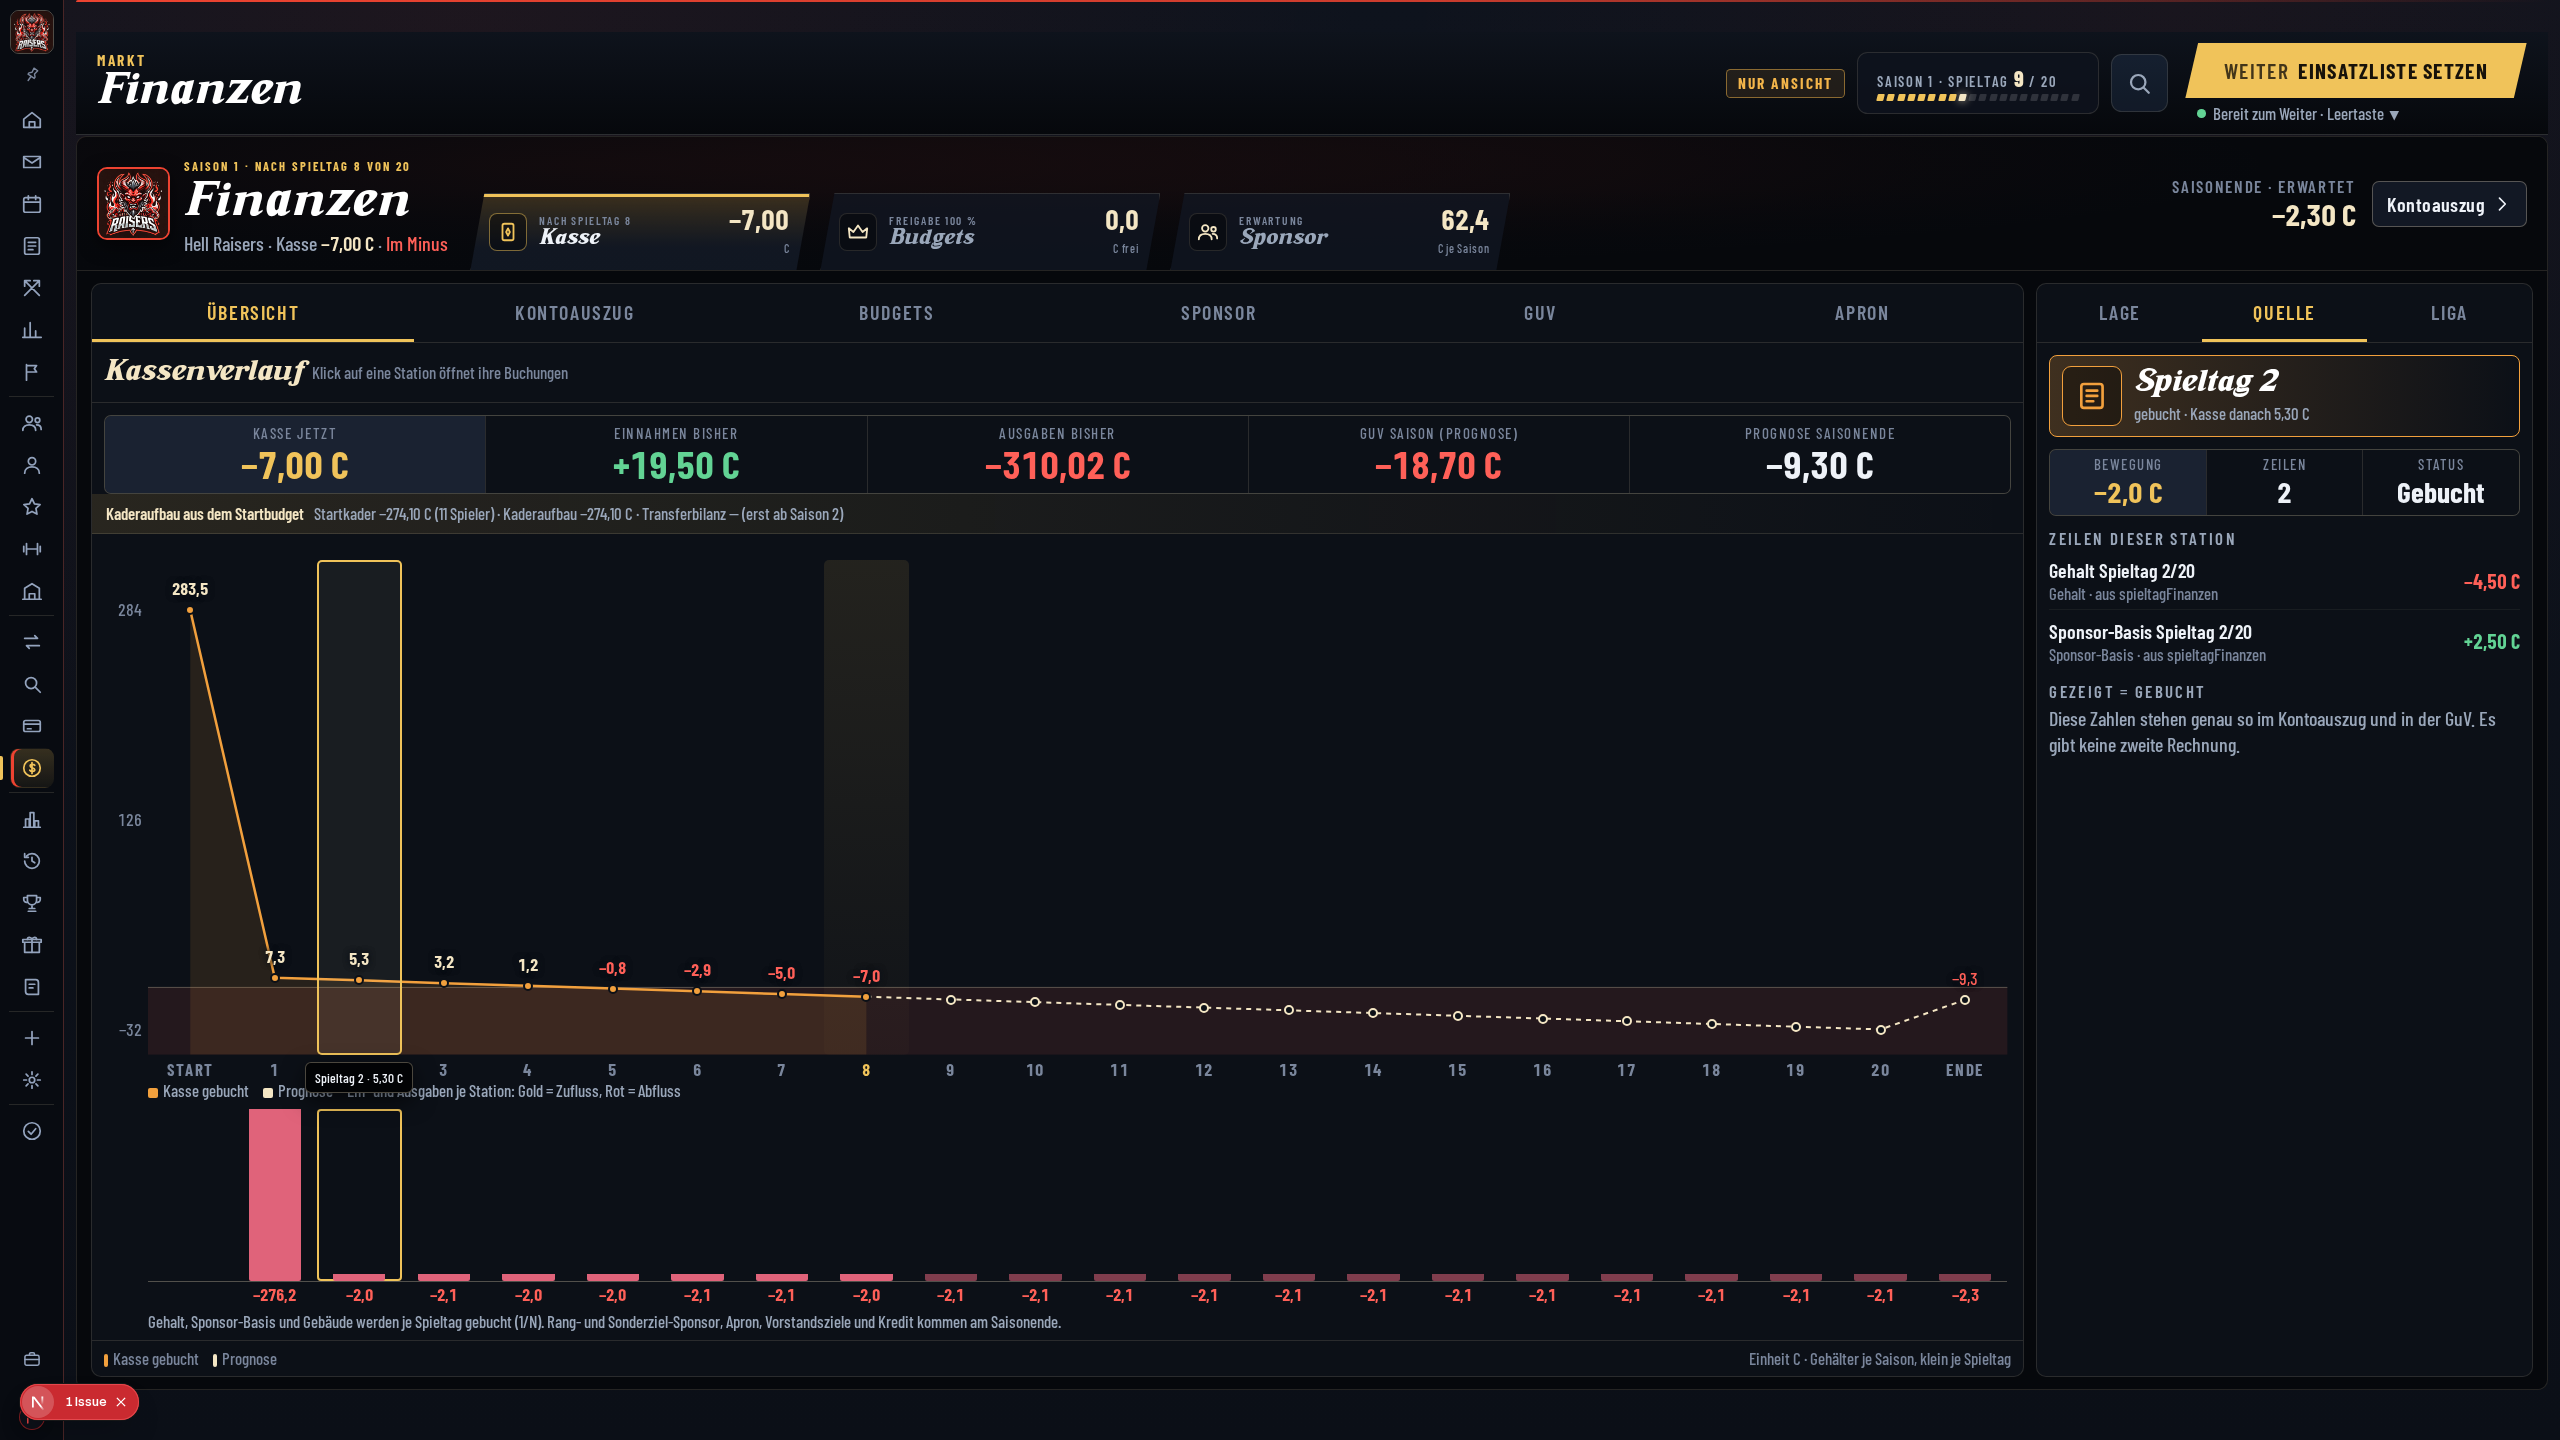 MARKT
Finanzen
NUR ANSICHT
SAISON 1 · SPIELTAG 9 / 20
WEITER EINSATZLISTE SETZEN
Bereit zum Weiter · Leertaste ▼
RAISERS
SAISON 1 · NACH SPIELTAG 8 VON 20
Finanzen
Hell Raisers · Kasse −7,00 C · Im Minus
NACH SPIELTAG 8
Kasse
−7,00
C
FREIGABE 100 %
Budgets
0,0
C frei
ERWARTUNG
Sponsor
62,4
C je Saison
SAISONENDE · ERWARTET
−2,30 C
Kontoauszug
ÜBERSICHT KONTOAUSZUG BUDGETS SPONSOR GUV APRON
Kassenverlauf Klick auf eine Station öffnet ihre Buchungen
KASSE JETZT
−7,00 C
EINNAHMEN BISHER
+19,50 C
AUSGABEN BISHER
−310,02 C
GUV SAISON (PROGNOSE)
−18,70 C
PROGNOSE SAISONENDE
−9,30 C
Kaderaufbau aus dem Startbudget Startkader −274,10 C (11 Spieler) · Kaderaufbau −274,10 C · Transferbilanz — (erst ab Saison 2)
284
126
−32
283,5 7,3 5,3 3,2 1,2 −0,8 −2,9 −5,0 −7,0 −9,3
START 1 3 4 5 6 7 8 9 10 11 12 13 14 15 16 17 18 19 20 ENDE
Spieltag 2 · 5,30 C
Kasse gebucht Prognose Ein- und Ausgaben je Station: Gold = Zufluss, Rot = Abfluss
−276,2 −2,0 −2,1 −2,0 −2,0 −2,1 −2,1 −2,0 −2,1 −2,1 −2,1 −2,1 −2,1 −2,1 −2,1 −2,1 −2,1 −2,1 −2,1 −2,1 −2,3
Gehalt, Sponsor-Basis und Gebäude werden je Spieltag gebucht (1/N). Rang- und Sonderziel-Sponsor, Apron, Vorstandsziele und Kredit kommen am Saisonende.
Kasse gebucht Prognose
Einheit C · Gehälter je Saison, klein je Spieltag
LAGE QUELLE LIGA
Spieltag 2
gebucht · Kasse danach 5,30 C
BEWEGUNG
−2,0 C
ZEILEN
2
STATUS
Gebucht
ZEILEN DIESER STATION
Gehalt Spieltag 2/20
Gehalt · aus spieltagFinanzen
−4,50 C
Sponsor-Basis Spieltag 2/20
Sponsor-Basis · aus spieltagFinanzen
+2,50 C
GEZEIGT = GEBUCHT
Diese Zahlen stehen genau so im Kontoauszug und in der GuV. Es
gibt keine zweite Rechnung.
N 1 Issue